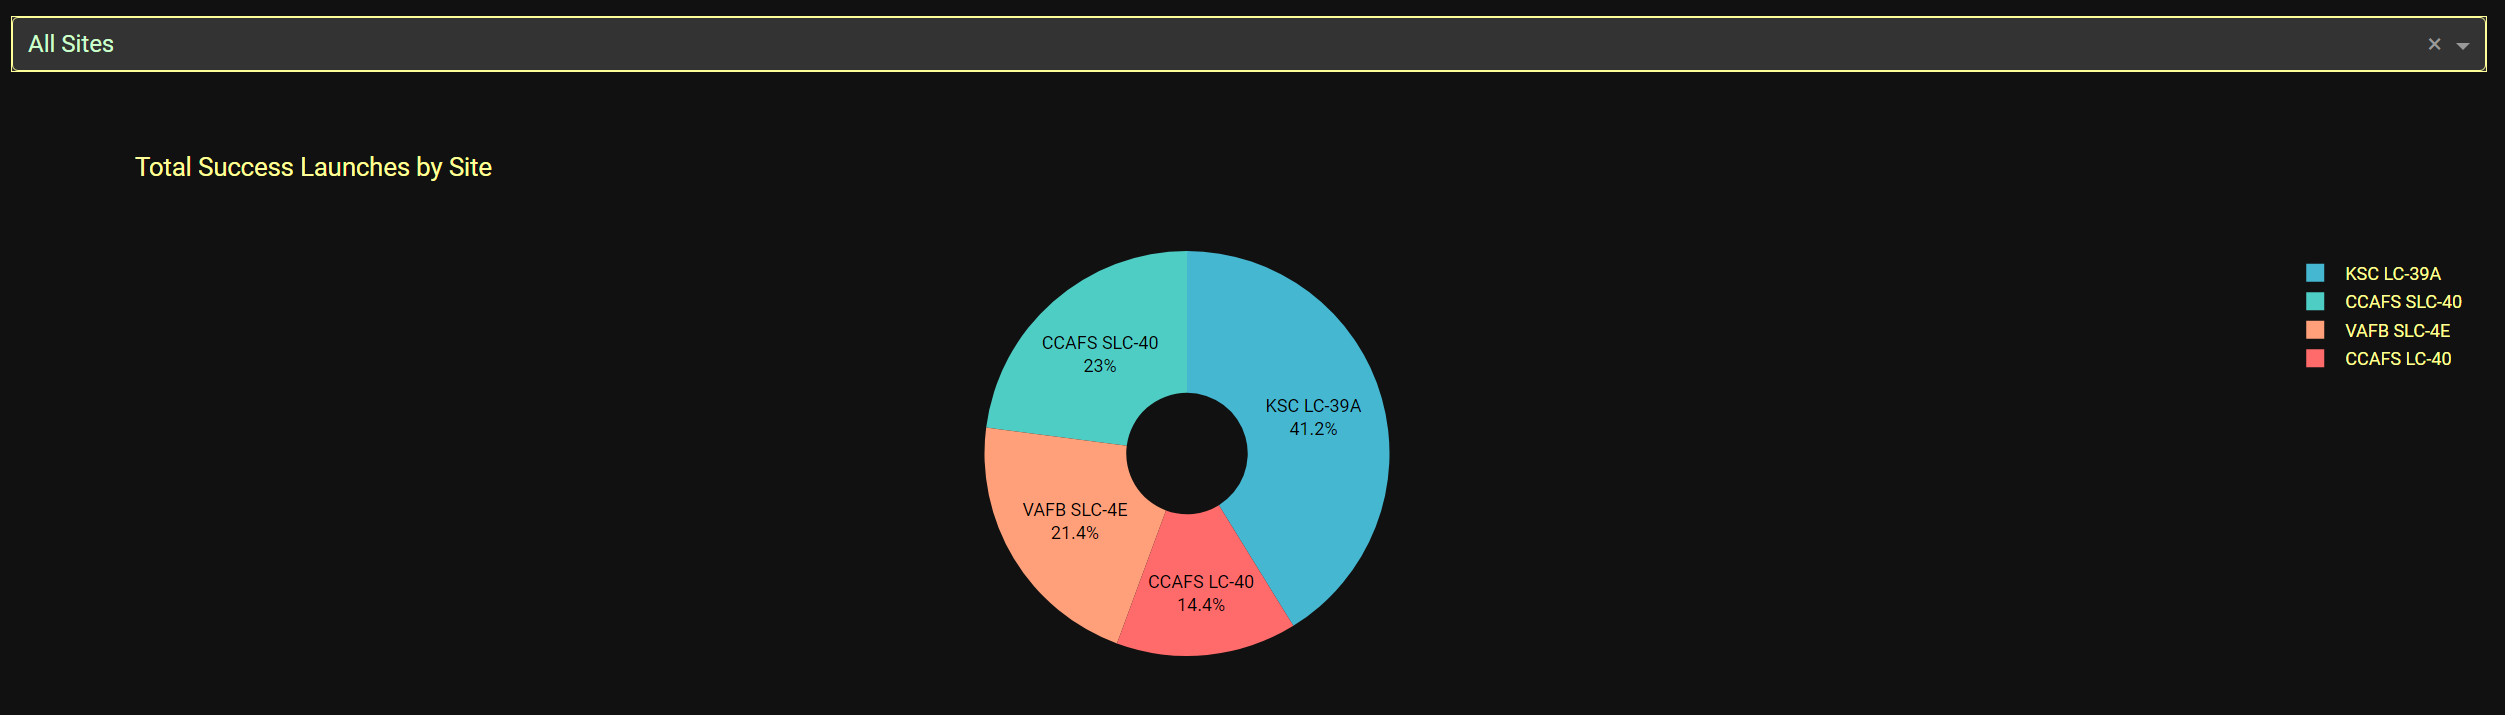 All Sites
Total Success Launches by Site
CCAFS SLC-40
23%
KSC LC-39A
41.2%
VAFB SLC-4E
21.4%
CCAFS LC-40
14.4%
KSC LC-39A
CCAFS SLC-40
VAFB SLC-4E
CCAFS LC-40